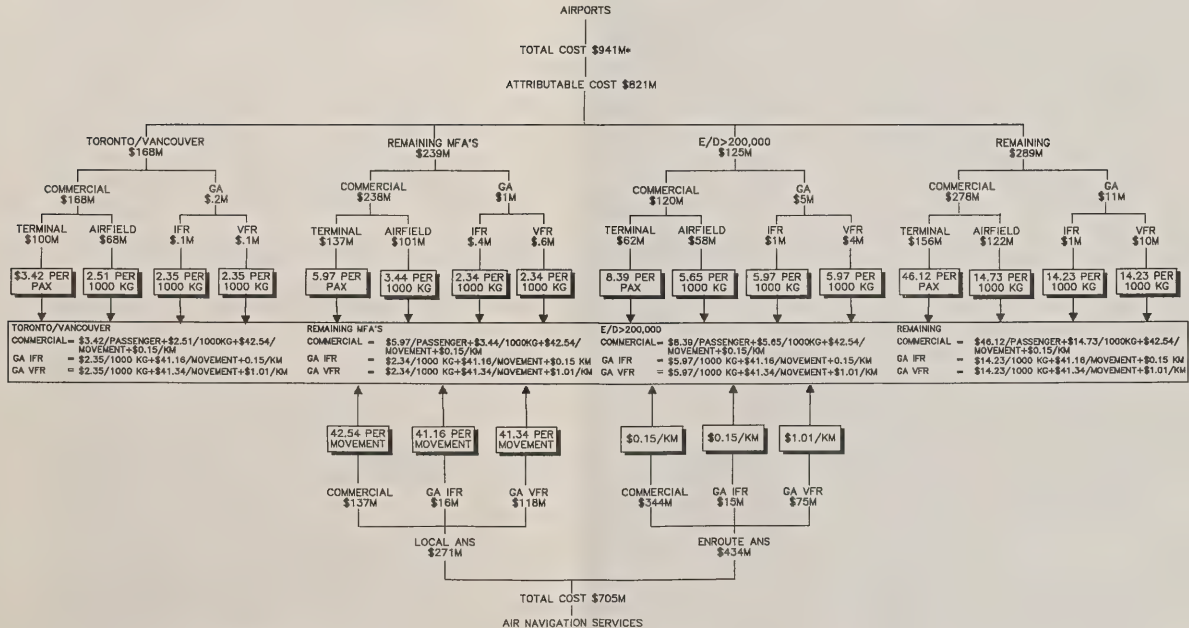 AIRPORTS
TOTAL COST $941M*
ATTRIBUTABLE COST $821M
TORONTO/VANCOUVER
$168M
REMAINING MFA'S
$239M
E/D>200,000
$125M
REMAINING
$289M
COMMERCIAL
$168M
GA
$.2M
COMMERCIAL
$238M
GA
$1M
COMMERCIAL
$120M
GA
$5M
COMMERCIAL
$278M
GA
$11M
TERMINAL
$100M
AIRFIELD
$68M
IFR
$.1M
VFR
$.1M
TERMINAL
$137M
AIRFIELD
$101M
IFR
$.4M
VFR
$.6M
TERMINAL
$62M
AIRFIELD
$58M
IFR
$1M
VFR
$4M
TERMINAL
$156M
AIRFIELD
$122M
IFR
$1M
VFR
$10M
$3.42 PER
PAX
2.51 PER
1000 KG
2.35 PER
1000 KG
2.35 PER
1000 KG
5.97 PER
PAX
3.44 PER
1000 KG
2.34 PER
1000 KG
2.34 PER
1000 KG
8.39 PER
PAX
5.65 PER
1000 KG
5.97 PER
1000 KG
5.97 PER
1000 KG
46.12 PER
PAX
14.73 PER
1000 KG
14.23 PER
1000 KG
14.23 PER
1000 KG
TORONTO/VANCOUVER
COMMERCIAL = $3.42/PASSENGER+$2.51/1000KG+$42.54/
MOVEMENT+$0.15/KM
GA IFR = $2.35/1000 KG+$41.16/MOVEMENT+0.15/KM
GA VFR = $2.35/1000 KG+$41.34/MOVEMENT+$1.01/KM
REMAINING MFA'S
COMMERCIAL = $5.97/PASSENGER+$3.44/1000KG+$42.54/
MOVEMENT+$0.15/KM
GA IFR = $2.34/1000 KG+$41.16/MOVEMENT+$0.15 KM
GA VFR = $2.34/1000 KG+$41.34/MOVEMENT+$1.01/KM
E/D>200,000
COMMERCIAL = $8.39/PASSENGER+$5.65/1000KG+$42.54/
MOVEMENT+$0.15/KM
GA IFR = $5.97/1000 KG+$41.16/MOVEMENT+0.15/KM
GA VFR = $5.97/1000 KG+$41.34/MOVEMENT+$1.01/KM
REMAINING
COMMERCIAL = $46.12/PASSENGER+$14.73/1000KG+$42.54/
MOVEMENT+$0.15/KM
GA IFR = $14.23/1000 KG+$41.16/MOVEMENT+$0.15 KM
GA VFR = $14.23/1000 KG+$41.34/MOVEMENT+$1.01/KM
42.54 PER
MOVEMENT
41.16 PER
MOVEMENT
41.34 PER
MOVEMENT
$0.15/KM
$0.15/KM
$1.01/KM
COMMERCIAL
$137M
GA IFR
$16M
GA VFR
$118M
COMMERCIAL
$344M
GA IFR
$15M
GA VFR
$75M
LOCAL ANS
$271M
ENROUTE ANS
$434M
TOTAL COST $705M
AIR NAVIGATION SERVICES